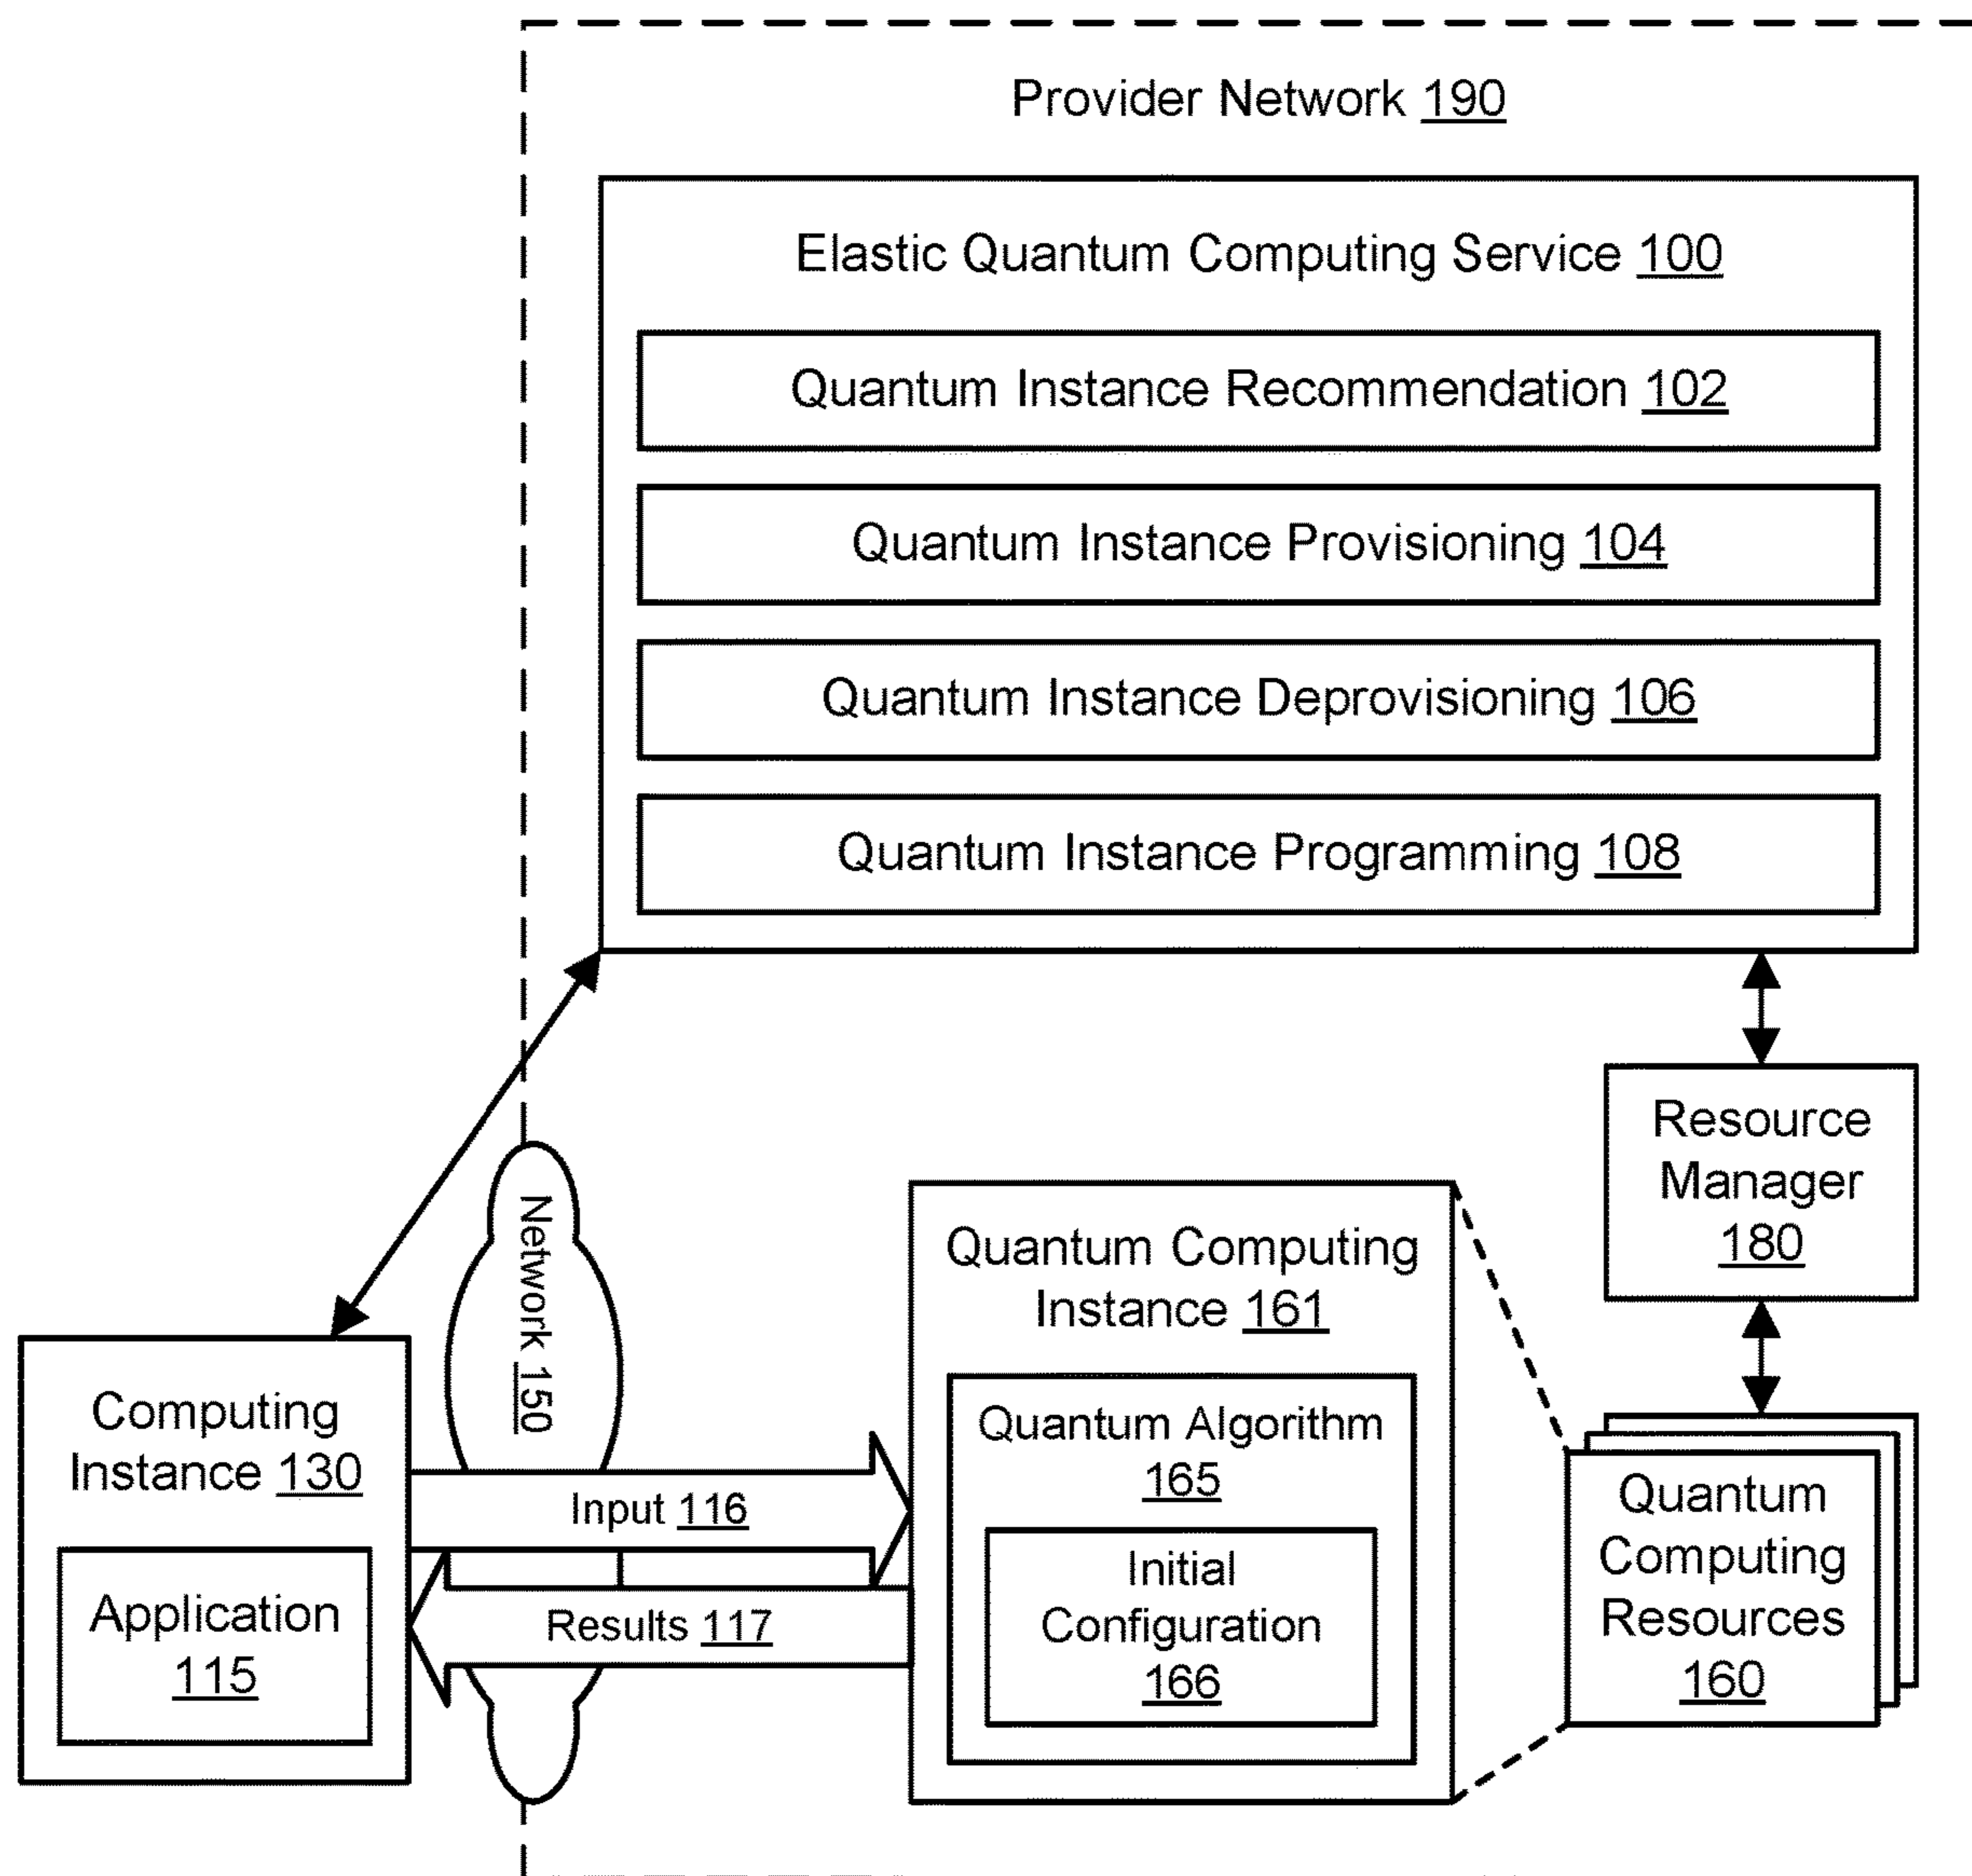 Provider Network 190
Elastic Quantum Computing Service 100
Quantum Instance Recommendation 102
Quantum Instance Provisioning 104
Quantum Instance Deprovisioning 106
Quantum Instance Programming 108
Resource
Manager
180
Network 150
Quantum Computing
Instance 161
Computing
Instance 130
Quantum Algorithm
165
Input 116
Quantum
Computing
Resources
160
Initial
Configuration
166
Application
115
Results 117